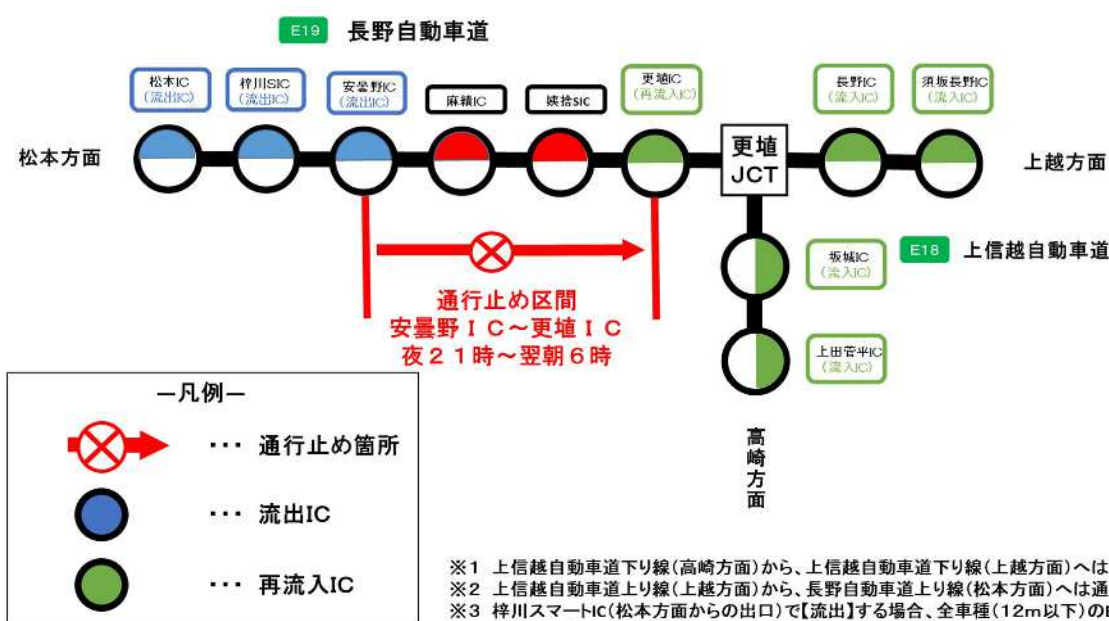 E19 長野自動車道
松本IC
(流出IC)
梓川SIC
(流出IC)
安曇野IC
(流出IC)
麻績IC
姨捨SIC
更埴IC
(再流入IC)
長野IC
(流入IC)
須坂長野IC
(流入IC)
松本方面
更埴
JCT
上越方面
坂城IC
(流入IC)
E18 上信越自動車道
通行止め区間
安曇野IC~更埴IC
夜21時~翌朝6時
上田菅平IC
(流入IC)
高崎方面
―凡例―
… 通行止め箇所
… 流出IC
… 再流入IC
※1 上信越自動車道下り線(高崎方面)から、上信越自動車道下り線(上越方面)へは
※2 上信越自動車道上り線(上越方面)から、長野自動車道上り線(松本方面)へは通
※3 梓川スマートIC(松本方面からの出口)で【流出】する場合、全車種(12m以下)の